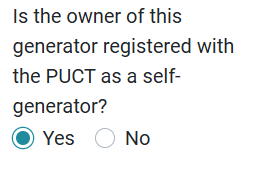 Is the owner of this
generator registered with
the PUCT as a self-
generator?
Yes No